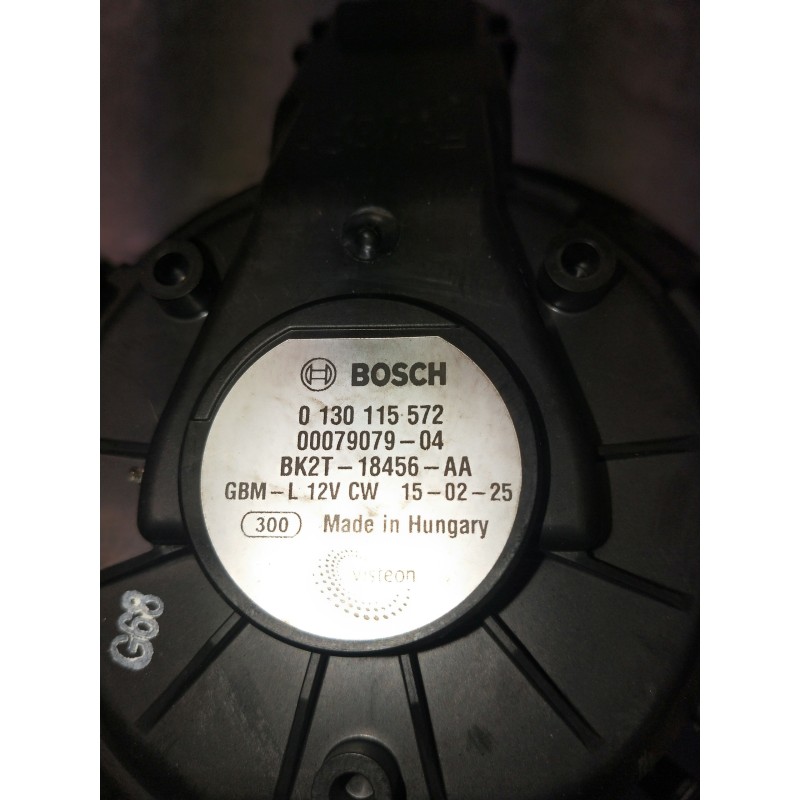 BOSCH
0 130 115 572
00079079-04
BK2T-18456-AA
GBM-L 12V CW 15-02-25
300 Made in Hungary
visteon
G68